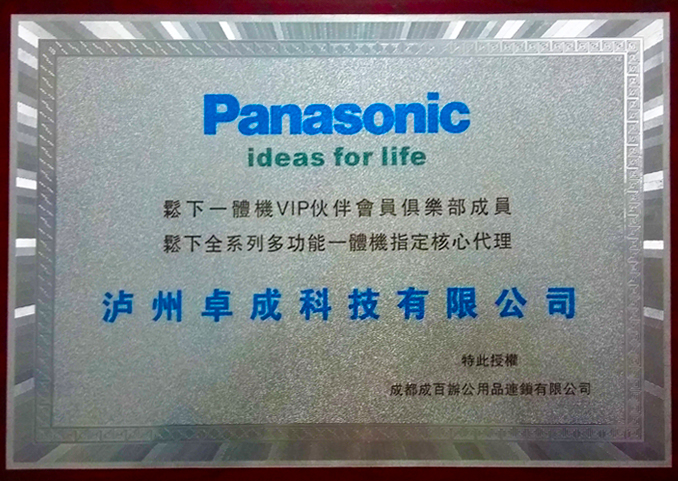 Panasonic
ideas for life
鬆下一體機VIP伙伴會員俱樂部成員
鬆下全系列多功能一體機指定核心代理
泸州卓成科技有限公司
特此授權
成都成百辦公用品連鎖有限公司